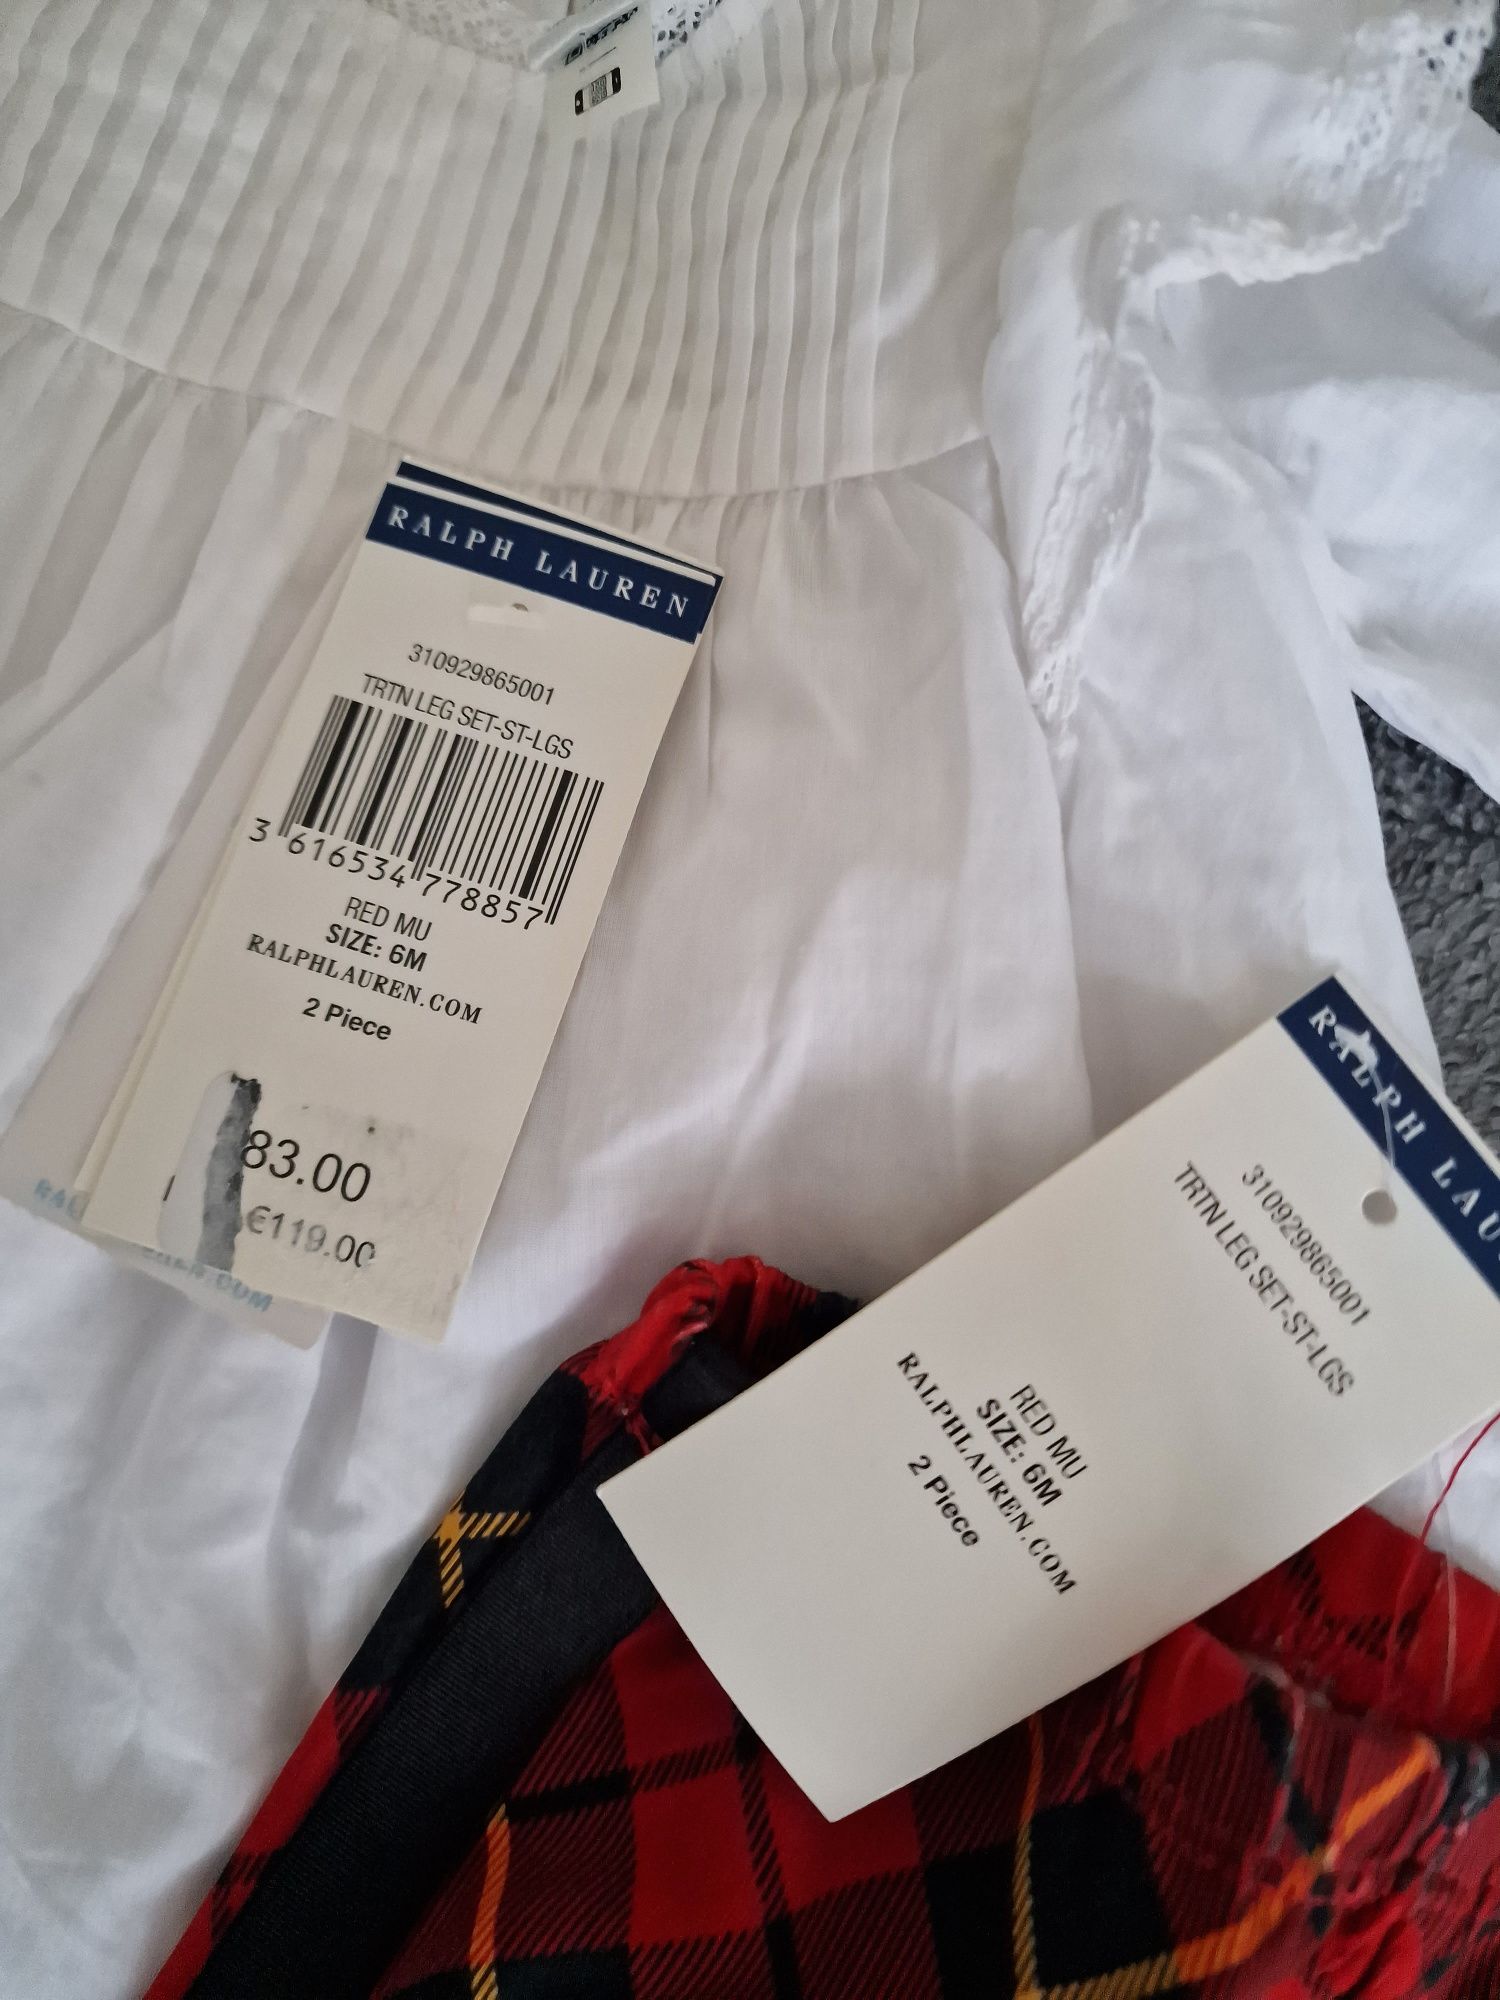 RALPH LAUREN
310929865001
TRTN LEG SET-ST-LGS
3 616534 778857
RED MU
SIZE: 6M
RALPHLAUREN.COM
2 Piece
83.00
€119.00
RALPH LAU
310929865001
TRTN LEG SET-ST-LGS
RED MU
SIZE: 6M
RALPHLAUREN.COM
2 Piece